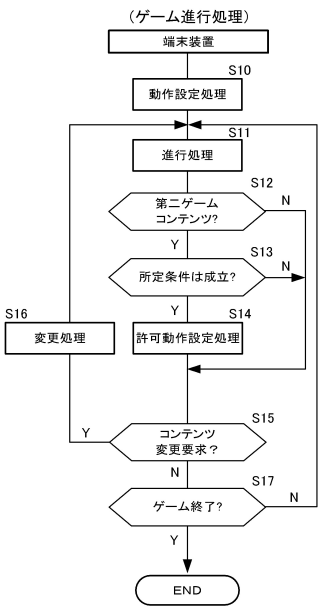 (ゲーム進行処理)
端末装置
S10
動作設定処理
S11
進行処理
S12
第二ゲーム
コンテンツ?
N
Y
S13
所定条件は成立?
N
Y
S16
変更処理
S14
許可動作設定処理
S15
コンテンツ
変更要求?
Y
N
S17
ゲーム終了?
N
Y
END